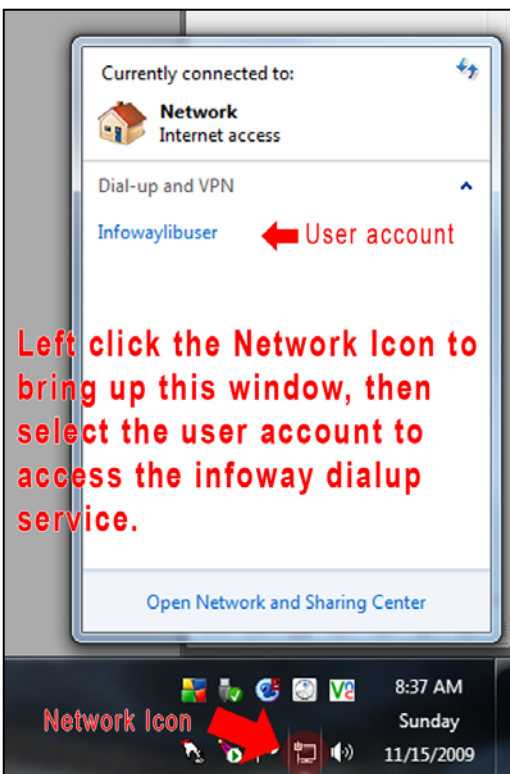 Currently connected to:
Network
Internet access
Dial-up and VPN
Infowaylibuser
User account
Left click the Network Icon to
bring up this window, then
select the user account to
access the infoway dialup
service.
Open Network and Sharing Center
8:37 AM
Network Icon
Sunday
11/15/2009